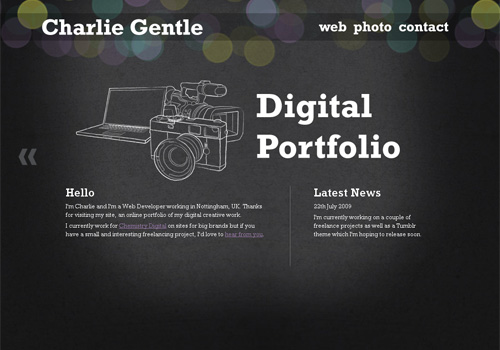 Charlie Gentle
web photo contact
Digital
Portfolio
Hello
I'm Charlie and I'm a Web Developer working in Nottingham, UK. Thanks
for visiting my site, an online portfolio of my digital creative work.
I currently work for Chemistry Digital on sites for big brands but if you
have a small and interesting freelancing project, I'd love to hear from you.
Latest News
22th July 2009
I'm currently working on a couple of
freelance projects as well as a Tumblr
theme which I'm hoping to release soon.